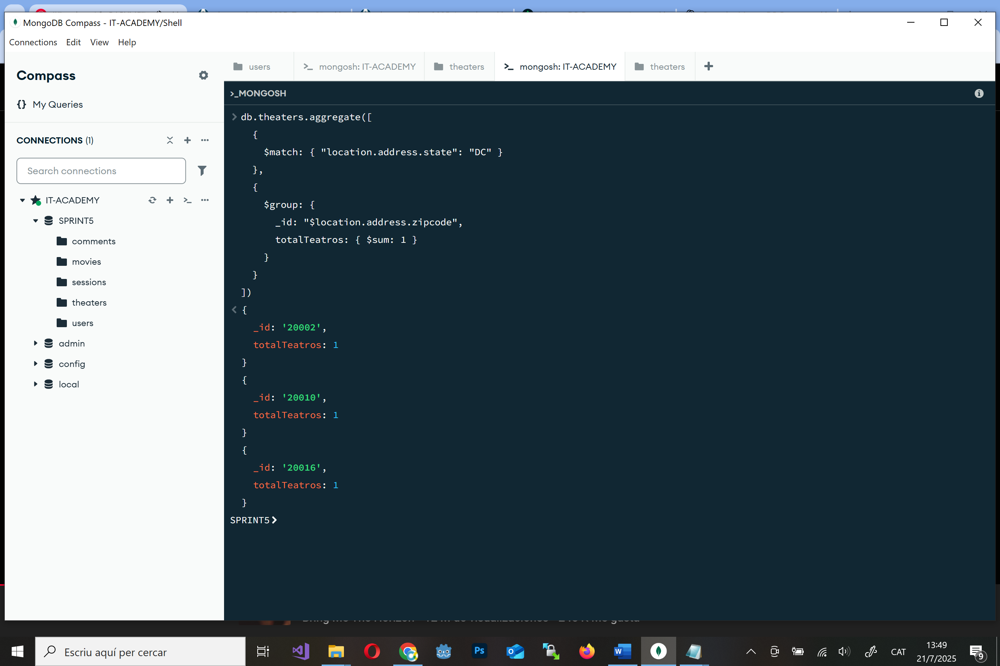 MongoDB Compass - IT-ACADEMY/Shell
Connections Edit View Help
Compass
{} My Queries
CONNECTIONS (1)
Search connections
IT-ACADEMY
SPRINT5
comments
movies
sessions
theaters
users
admin
config
local
users
>_ mongosh: IT-ACADEMY
theaters
>_ mongosh: IT-ACADEMY
theaters
>_MONGOSH
db.theaters.aggregate([
{
$match: { "location.address.state": "DC" }
},
{
$group: {
_id: "$location.address.zipcode",
totalTeatros: { $sum: 1 }
}
}
])
{
_id: '20002',
totalTeatros: 1
}
{
_id: '20010',
totalTeatros: 1
}
{
_id: '20016',
totalTeatros: 1
}
SPRINT5>
Escriu aquí per cercar
Ps
CAT
13:49
21/7/2025
9